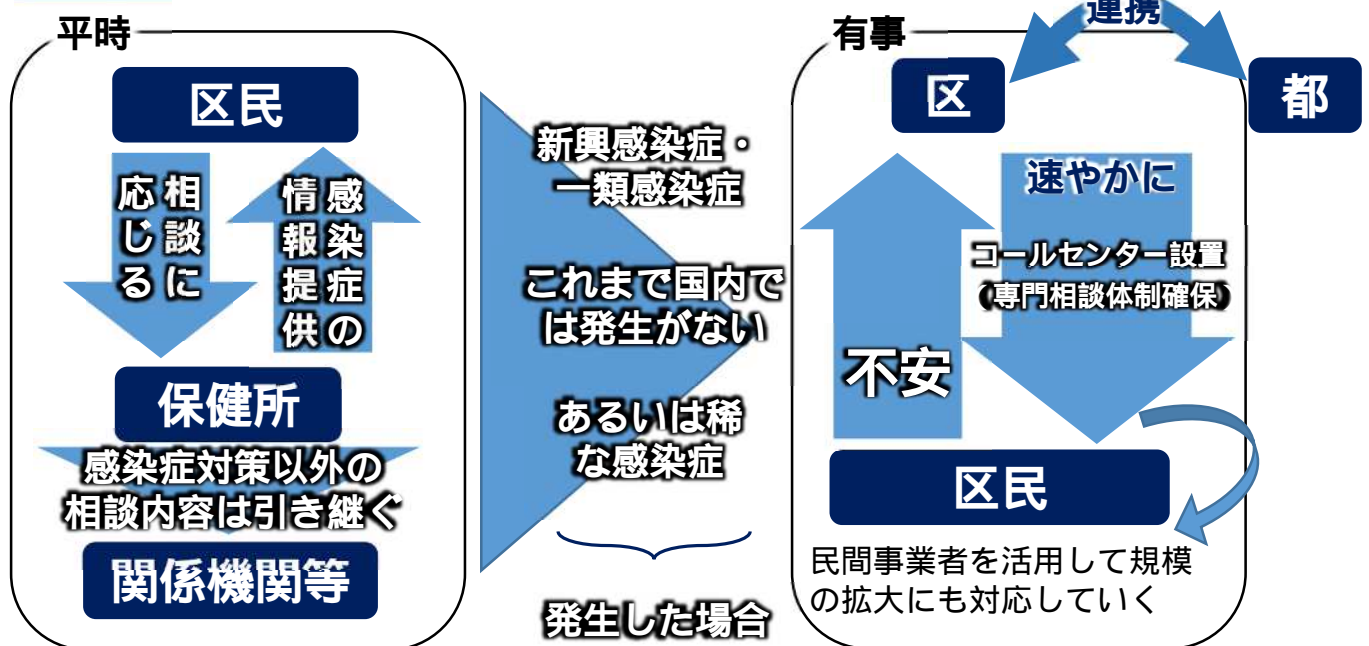 平時
区民
相談に
応じる
感染症の
情報提供
保健所
感染症対策以外の
相談内容は引き継ぐ
関係機関等
新興感染症・
一類感染症
これまで国内で
は発生がない
あるいは稀
な感染症
発生した場合
有事
連携
区
都
速やかに
コールセンター設置
(専門相談体制確保)
不安
区民
民間事業者を活用して規模
の拡大にも対応していく